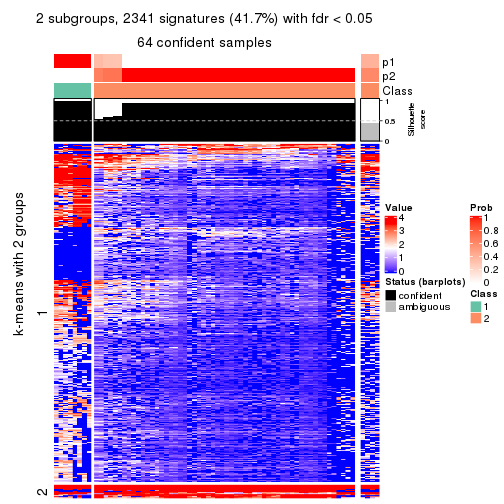 2 subgroups, 2341 signatures (41.7%) with fdr < 0.05
64 confident samples
p1
p2
Class
1
0.5
0
Silhouette
score
k-means with 2 groups
1
2
Value
4
3
2
1
0
Status (barplots)
confident
ambiguous
Prob
1
0.8
0.6
0.4
0.2
0
Class
1
2